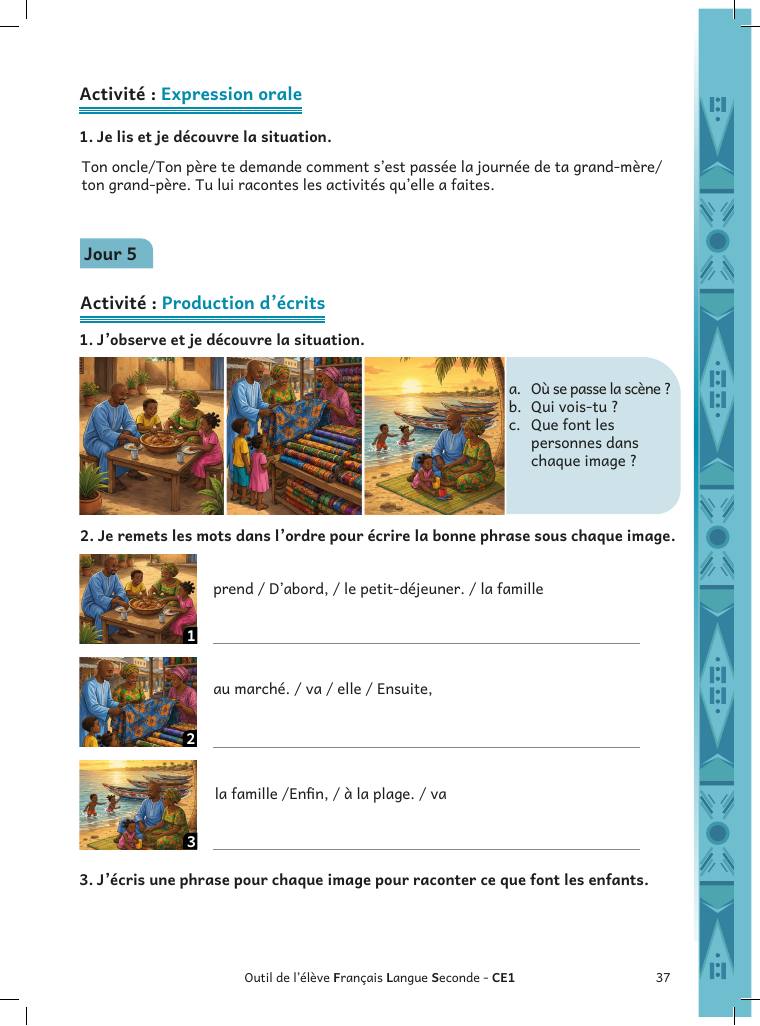 Activité : Expression orale
1. Je lis et je découvre la situation.
Ton oncle/Ton père te demande comment s'est passée la journée de ta grand-mère/
ton grand-père. Tu lui racontes les activités qu'elle a faites.
Jour 5
Activité : Production d'écrits
1. J'observe et je découvre la situation.
a. Où se passe la scène ?
b. Qui vois-tu ?
c. Que font les
personnes dans
chaque image ?
2. Je remets les mots dans l'ordre pour écrire la bonne phrase sous chaque image.
prend / D'abord, / le petit-déjeuner. / la famille
1
au marché. / va / elle / Ensuite,
2
la famille /Enfin, / à la plage. / va
3
3. J'écris une phrase pour chaque image pour raconter ce que font les enfants.
Outil de l'élève Français Langue Seconde - CE1
37